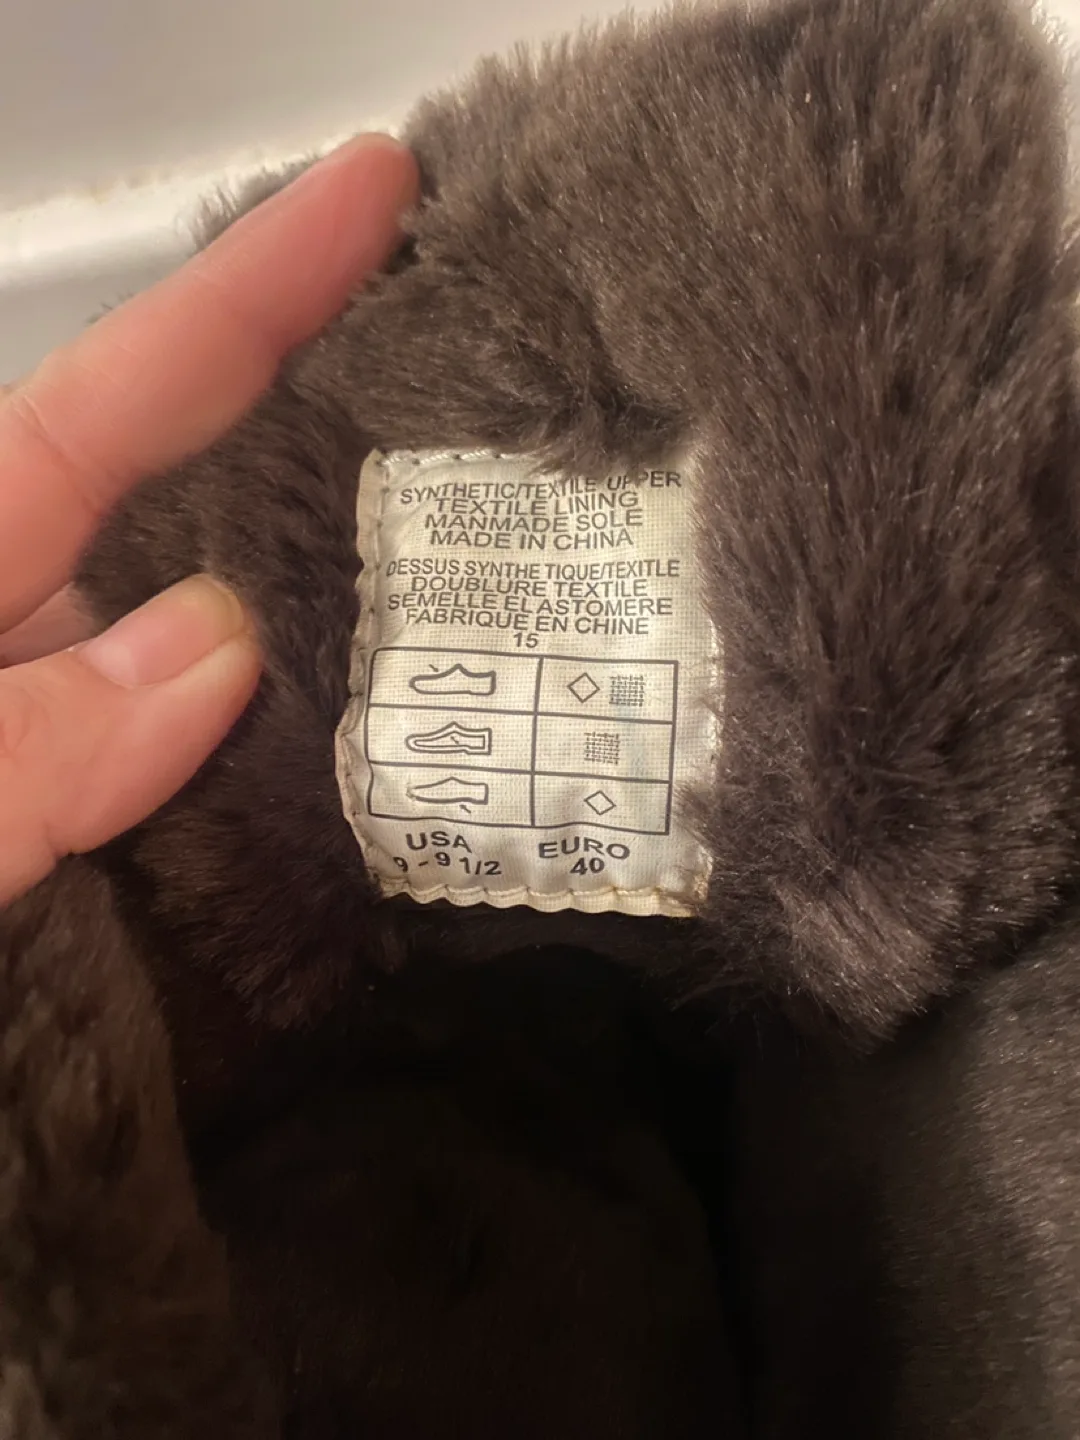 SYNTHETIC/TEXTILE UPPER
TEXTILE LINING
MANMADE SOLE
MADE IN CHINA
DESSUS SYNTHE TIQUE/TEXITLE
DOUBLURE TEXTILE
SEMELLE ELASTOMERE
FABRIQUE EN CHINE
15
USA EURO
9 - 9 1/2 40